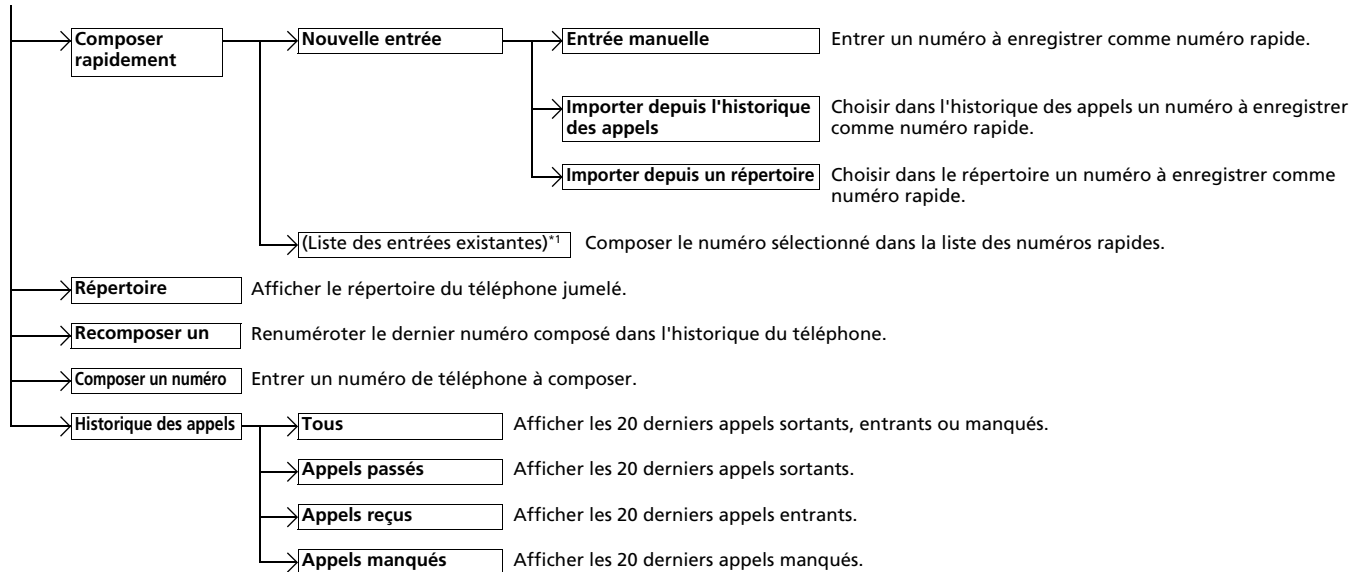 Composer
rapidement
Nouvelle entrée
Entrée manuelle
Entrer un numéro à enregistrer comme numéro rapide.
Importer depuis l'historique
des appels
Choisir dans l'historique des appels un numéro à enregistrer
comme numéro rapide.
Importer depuis un répertoire
Choisir dans le répertoire un numéro à enregistrer comme
numéro rapide.
(Liste des entrées existantes)*1
Composer le numéro sélectionné dans la liste des numéros rapides.
Répertoire
Afficher le répertoire du téléphone jumelé.
Recomposer un
Renuméroter le dernier numéro composé dans l'historique du téléphone.
Composer un numéro
Entrer un numéro de téléphone à composer.
Historique des appels
Tous
Afficher les 20 derniers appels sortants, entrants ou manqués.
Appels passés
Afficher les 20 derniers appels sortants.
Appels reçus
Afficher les 20 derniers appels entrants.
Appels manqués
Afficher les 20 derniers appels manqués.